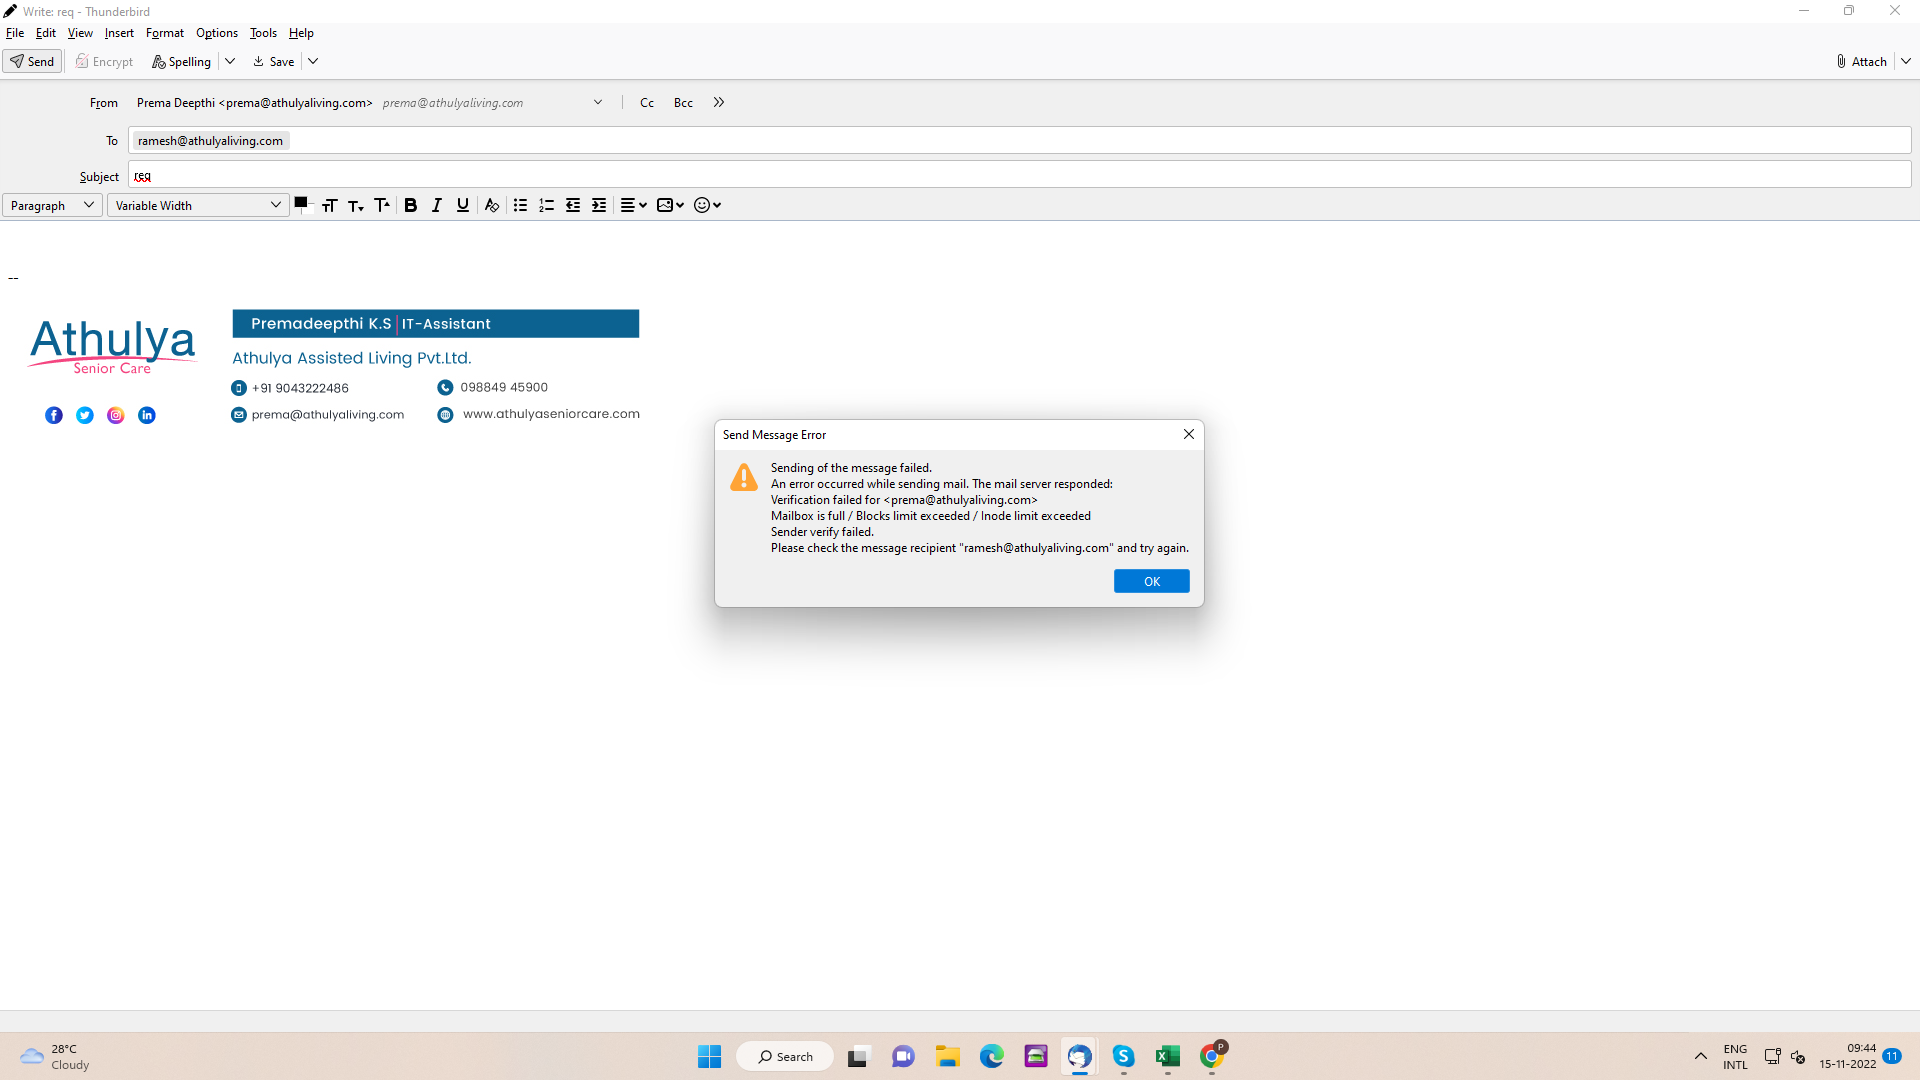 Write: req - Thunderbird
File Edit View Insert Format Options Tools Help
Send Encrypt Spelling Save Attach
From Prema Deepthi <prema@athulyaliving.com> prema@athulyaliving.com Cc Bcc
To ramesh@athulyaliving.com
Subject req
Paragraph Variable Width
--
Athulya
Senior Care
Premadeepthi K.S | IT-Assistant
Athulya Assisted Living Pvt.Ltd.
+91 9043222486 098849 45900
prema@athulyaliving.com www.athulyaseniorcare.com
Send Message Error
Sending of the message failed.
An error occurred while sending mail. The mail server responded:
Verification failed for <prema@athulyaliving.com>
Mailbox is full / Blocks limit exceeded / Inode limit exceeded
Sender verify failed.
Please check the message recipient "ramesh@athulyaliving.com" and try again.
OK
28°C
Cloudy
Search
P
ENG
INTL
09:44
15-11-2022
11